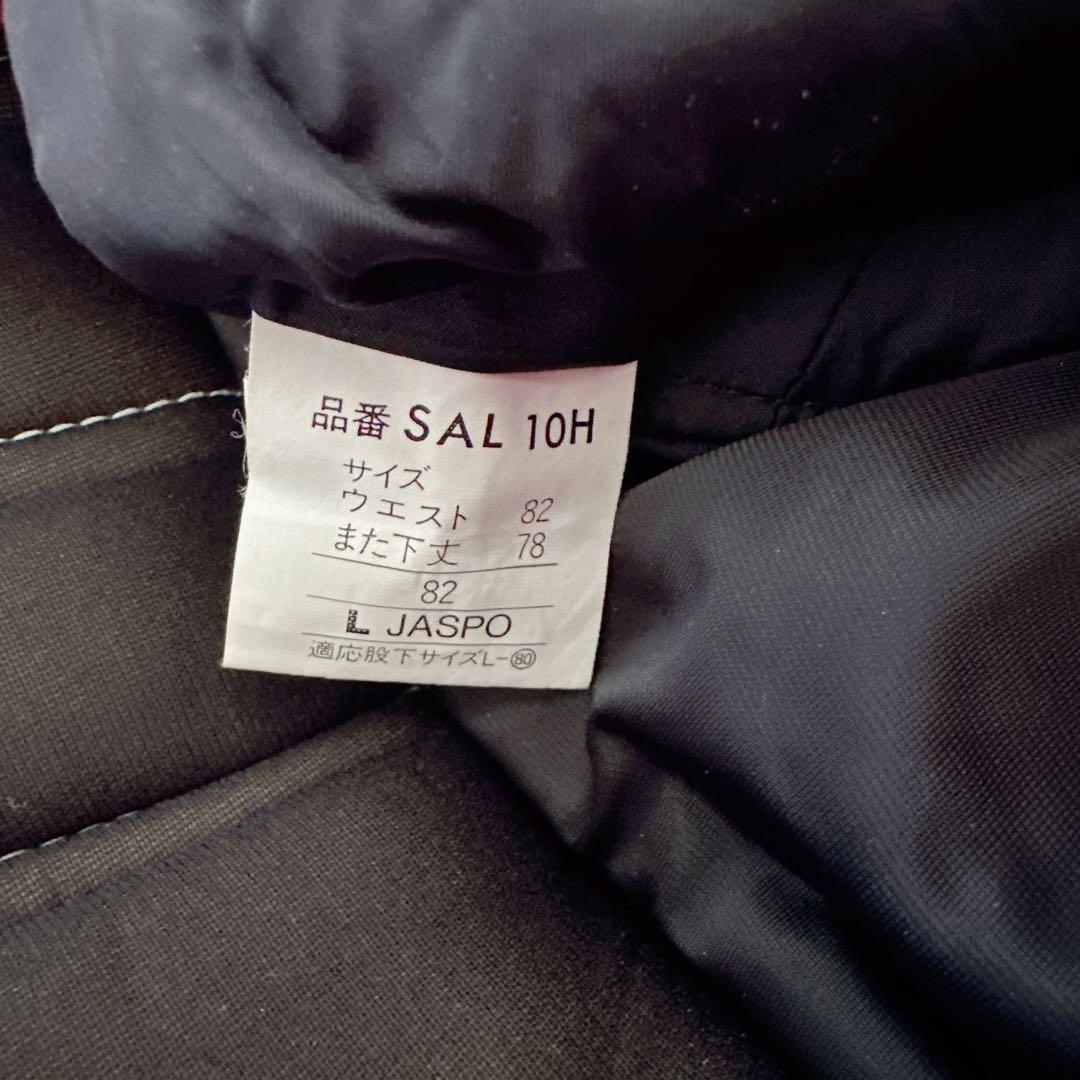 品番 SAL 10H
サイズ
ウエスト 82
また下丈 78
82
L JASPO
適応股下サイズL-⑧⓪